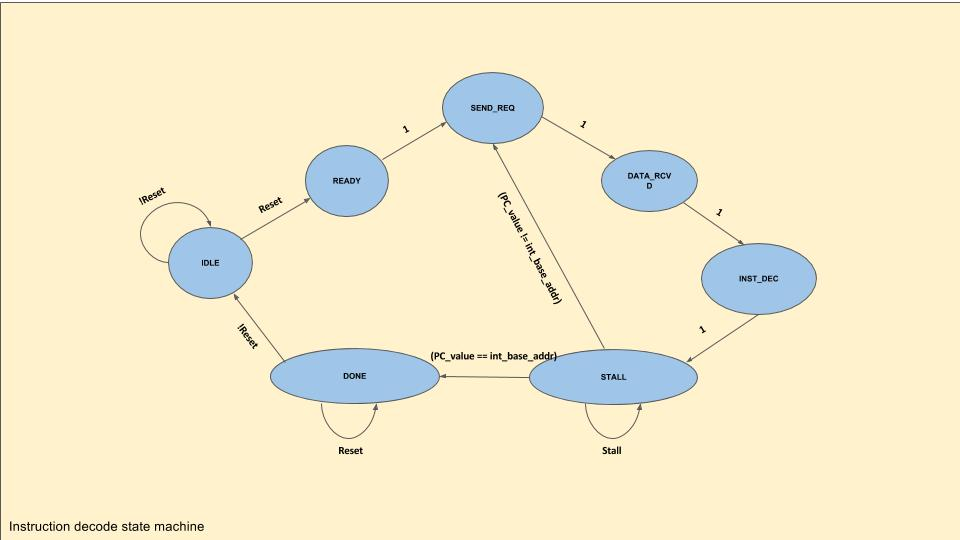 SEND_REQ
1
1
READY
DATA_RCV
D
!Reset
Reset
1
(PC_value != int_base_addr)
IDLE
INST_DEC
!Reset
1
(PC_value == int_base_addr)
DONE
STALL
Reset
Stall
Instruction decode state machine